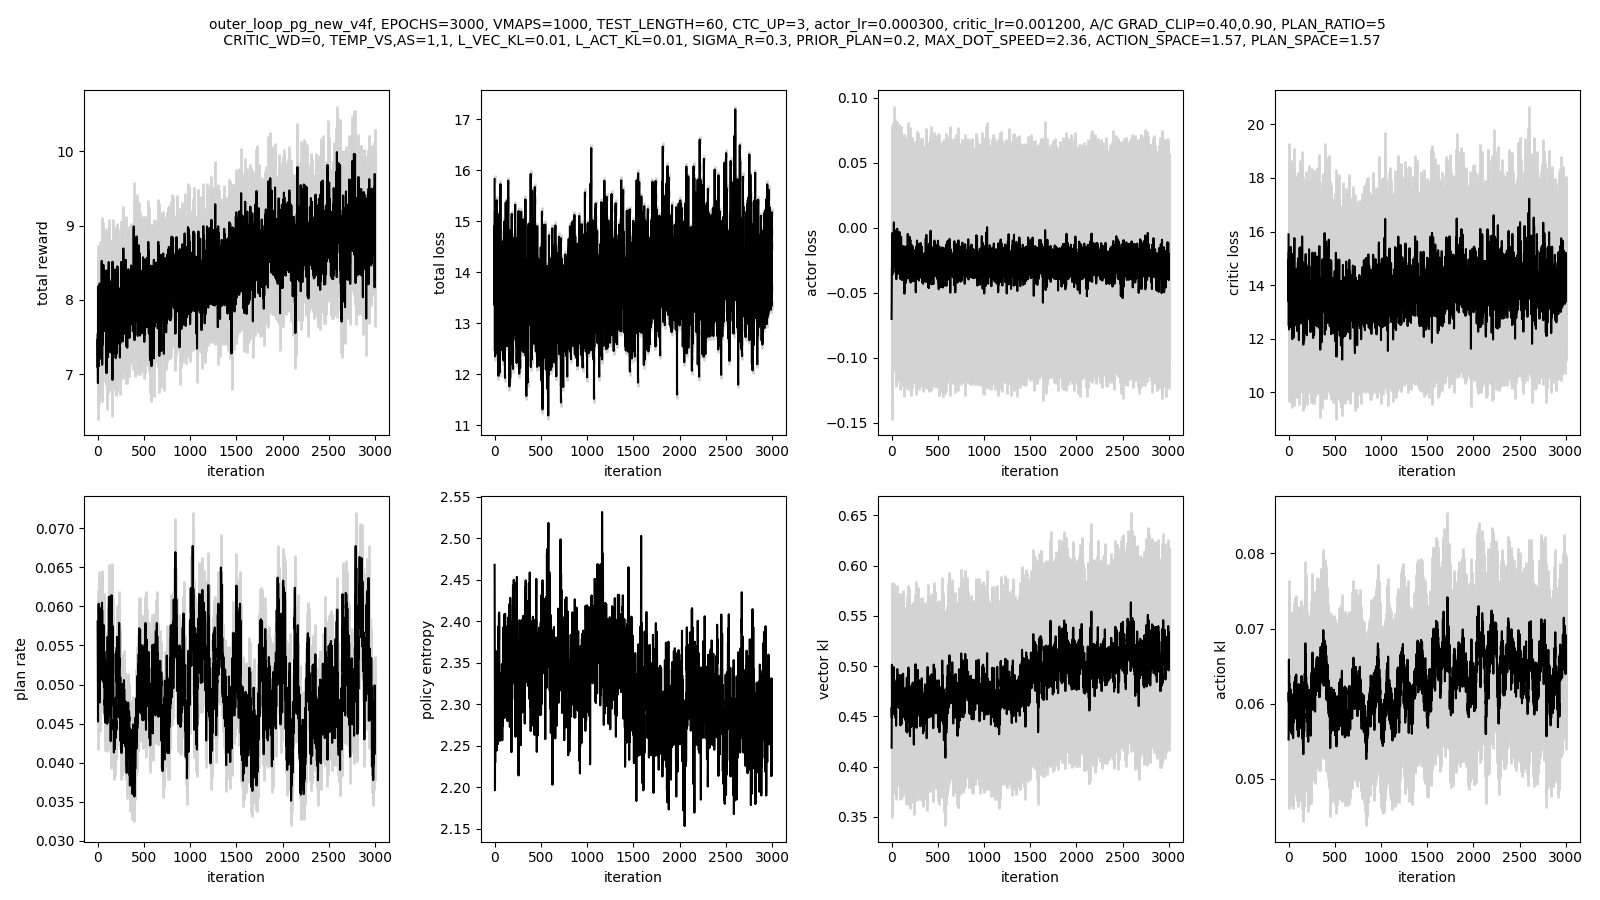 outer_loop_pg_new_v4f, EPOCHS=3000, VMAPS=1000, TEST_LENGTH=60, CTC_UP=3, actor_lr=0.000300, critic_lr=0.001200, A/C GRAD_CLIP=0.40,0.90, PLAN_RATIO=5
CRITIC_WD=0, TEMP_VS,AS=1,1, L_VEC_KL=0.01, L_ACT_KL=0.01, SIGMA_R=0.3, PRIOR_PLAN=0.2, MAX_DOT_SPEED=2.36, ACTION_SPACE=1.57, PLAN_SPACE=1.57
total reward
10
9
8
7
0 500 1000 1500 2000 2500 3000
iteration
total loss
17
16
15
14
13
12
11
0 500 1000 1500 2000 2500 3000
iteration
actor loss
0.10
0.05
0.00
−0.05
−0.10
−0.15
0 500 1000 1500 2000 2500 3000
iteration
critic loss
20
18
16
14
12
10
0 500 1000 1500 2000 2500 3000
iteration
plan rate
0.070
0.065
0.060
0.055
0.050
0.045
0.040
0.035
0.030
0 500 1000 1500 2000 2500 3000
iteration
policy entropy
2.55
2.50
2.45
2.40
2.35
2.30
2.25
2.20
2.15
0 500 1000 1500 2000 2500 3000
iteration
vector kl
0.65
0.60
0.55
0.50
0.45
0.40
0.35
0 500 1000 1500 2000 2500 3000
iteration
action kl
0.08
0.07
0.06
0.05
0 500 1000 1500 2000 2500 3000
iteration